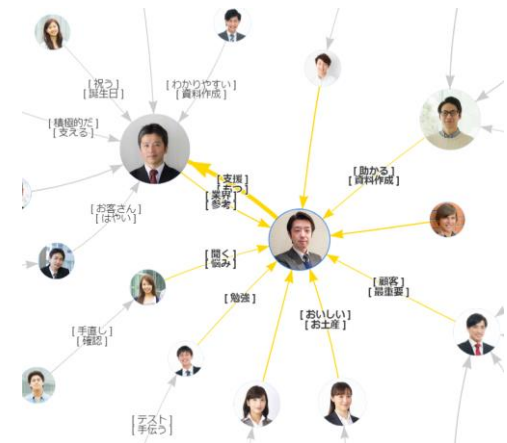 [ 祝う ]
[ 誕生日 ]
[ わかりやすい ]
[ 資料作成 ]
[ 積極的だ ]
[ 支える ]
[ 助かる ]
[ 資料作成 ]
[ 支援 ]
[ 業界 ]
[ 参考 ]
[ お客さん ]
[ はやい ]
[ 聞く ]
[ 悩み ]
[ 顧客 ]
[ 最重要 ]
[ 勉強 ]
[ おいしい ]
[ お土産 ]
[ 手直し ]
[ 確認 ]
[ テスト ]
[ 手伝う ]